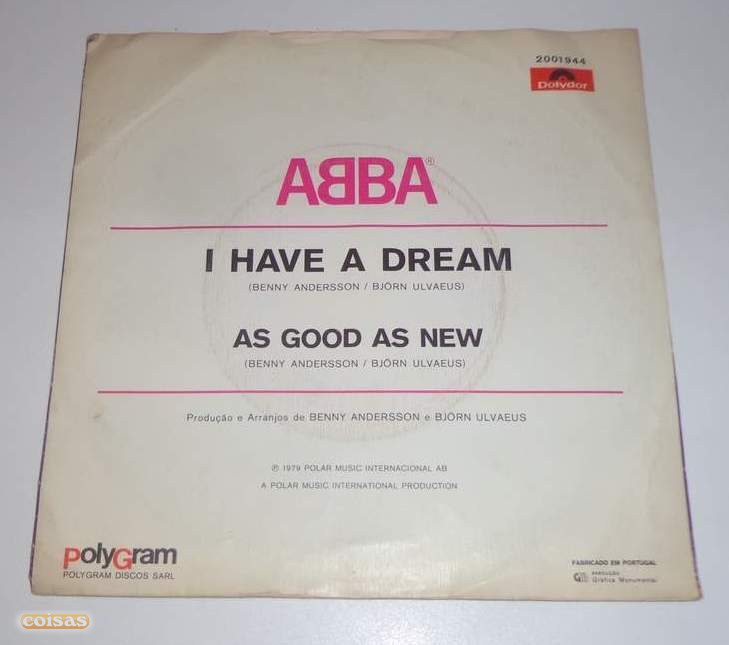 2001944
Polydor
ABBA®
I HAVE A DREAM
(BENNY ANDERSSON / BJÖRN ULVAEUS)
AS GOOD AS NEW
(BENNY ANDERSSON / BJÖRN ULVAEUS)
Produção e Arranjos de BENNY ANDERSSON e BJÖRN ULVAEUS
℗ 1979 POLAR MUSIC INTERNACIONAL AB
A POLAR MUSIC INTERNATIONAL PRODUCTION
PolyGram
POLYGRAM DISCOS SARL
FABRICADO EM PORTUGAL
EXECUÇÃO
Gráfica Monumental
coisas